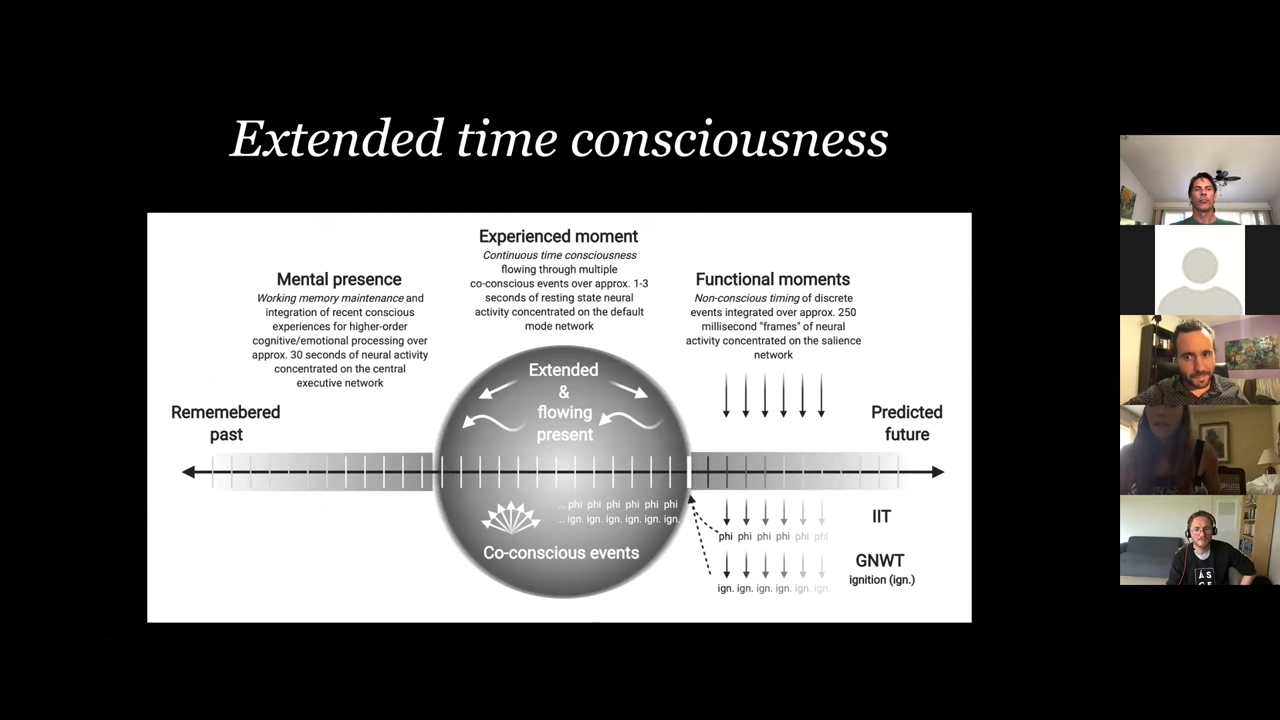 Extended time consciousness
Experienced moment
Continuous time consciousness
flowing through multiple
co-conscious events over approx. 1-3
seconds of resting state neural
activity concentrated on the default
mode network
Mental presence
Working memory maintenance and
integration of recent conscious
experiences for higher-order
cognitive/emotional processing over
approx. 30 seconds of neural activity
concentrated on the central
executive network
Functional moments
Non-conscious timing of discrete
events integrated over approx. 250
millisecond "frames" of neural
activity concentrated on the salience
network
Rememebered
past
Extended
&
flowing
present
Predicted
future
... phi phi phi phi phi phi
... ign. ign. ign. ign. ign. ign.
Co-conscious events
IIT
phi phi phi phi phi phi
GNWT
ignition (ign.)
ign. ign. ign. ign. ign. ign.